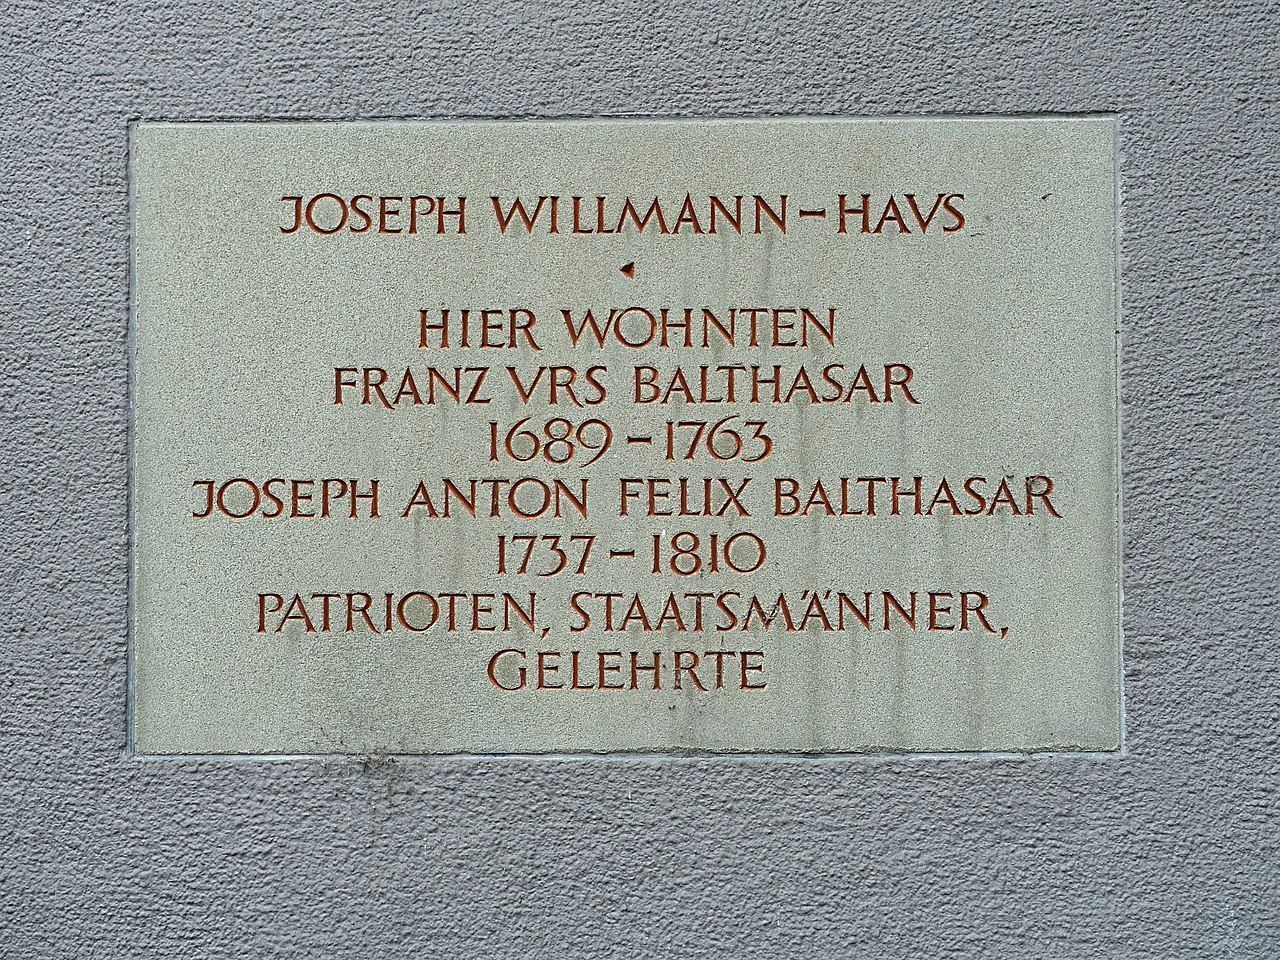 JOSEPH WILLMANN-HAVS
HIER WOHNTEN
FRANZ VRS BALTHASAR
1689-1763
JOSEPH ANTON FELIX BALTHASAR
1737-1810
PATRIOTEN, STAATSMÄNNER,
GELEHRTE